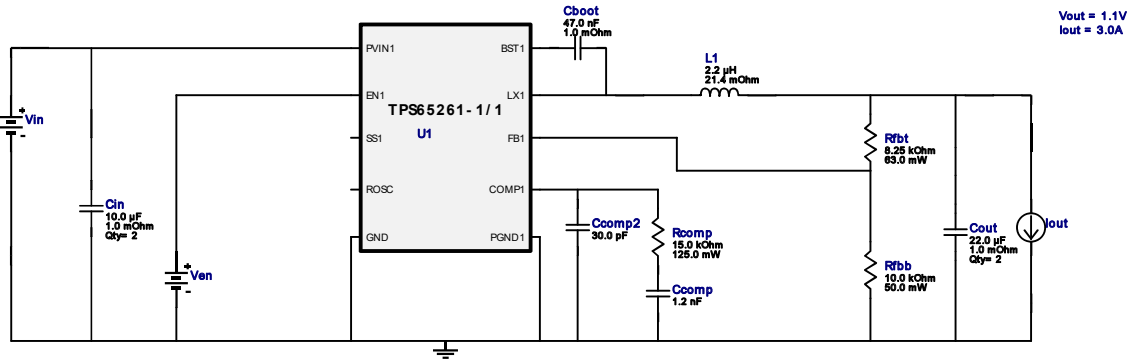 Vout = 1.1V
Iout = 3.0A
Cboot
47.0 nF
1.0 mOhm
PVIN1
BST1
L1
2.2 µH
21.4 mOhm
EN1
LX1
TPS65261-1/1
U1
Vin
SS1
FB1
Rfbt
8.25 kOhm
63.0 mW
ROSC
COMP1
Cin
10.0 µF
1.0 mOhm
Qty= 2
Ccomp2
30.0 pF
Rcomp
15.0 kOhm
125.0 mW
Cout
22.0 µF
1.0 mOhm
Qty= 2
Iout
GND
PGND1
Ven
Rfbb
10.0 kOhm
50.0 mW
Ccomp
1.2 nF